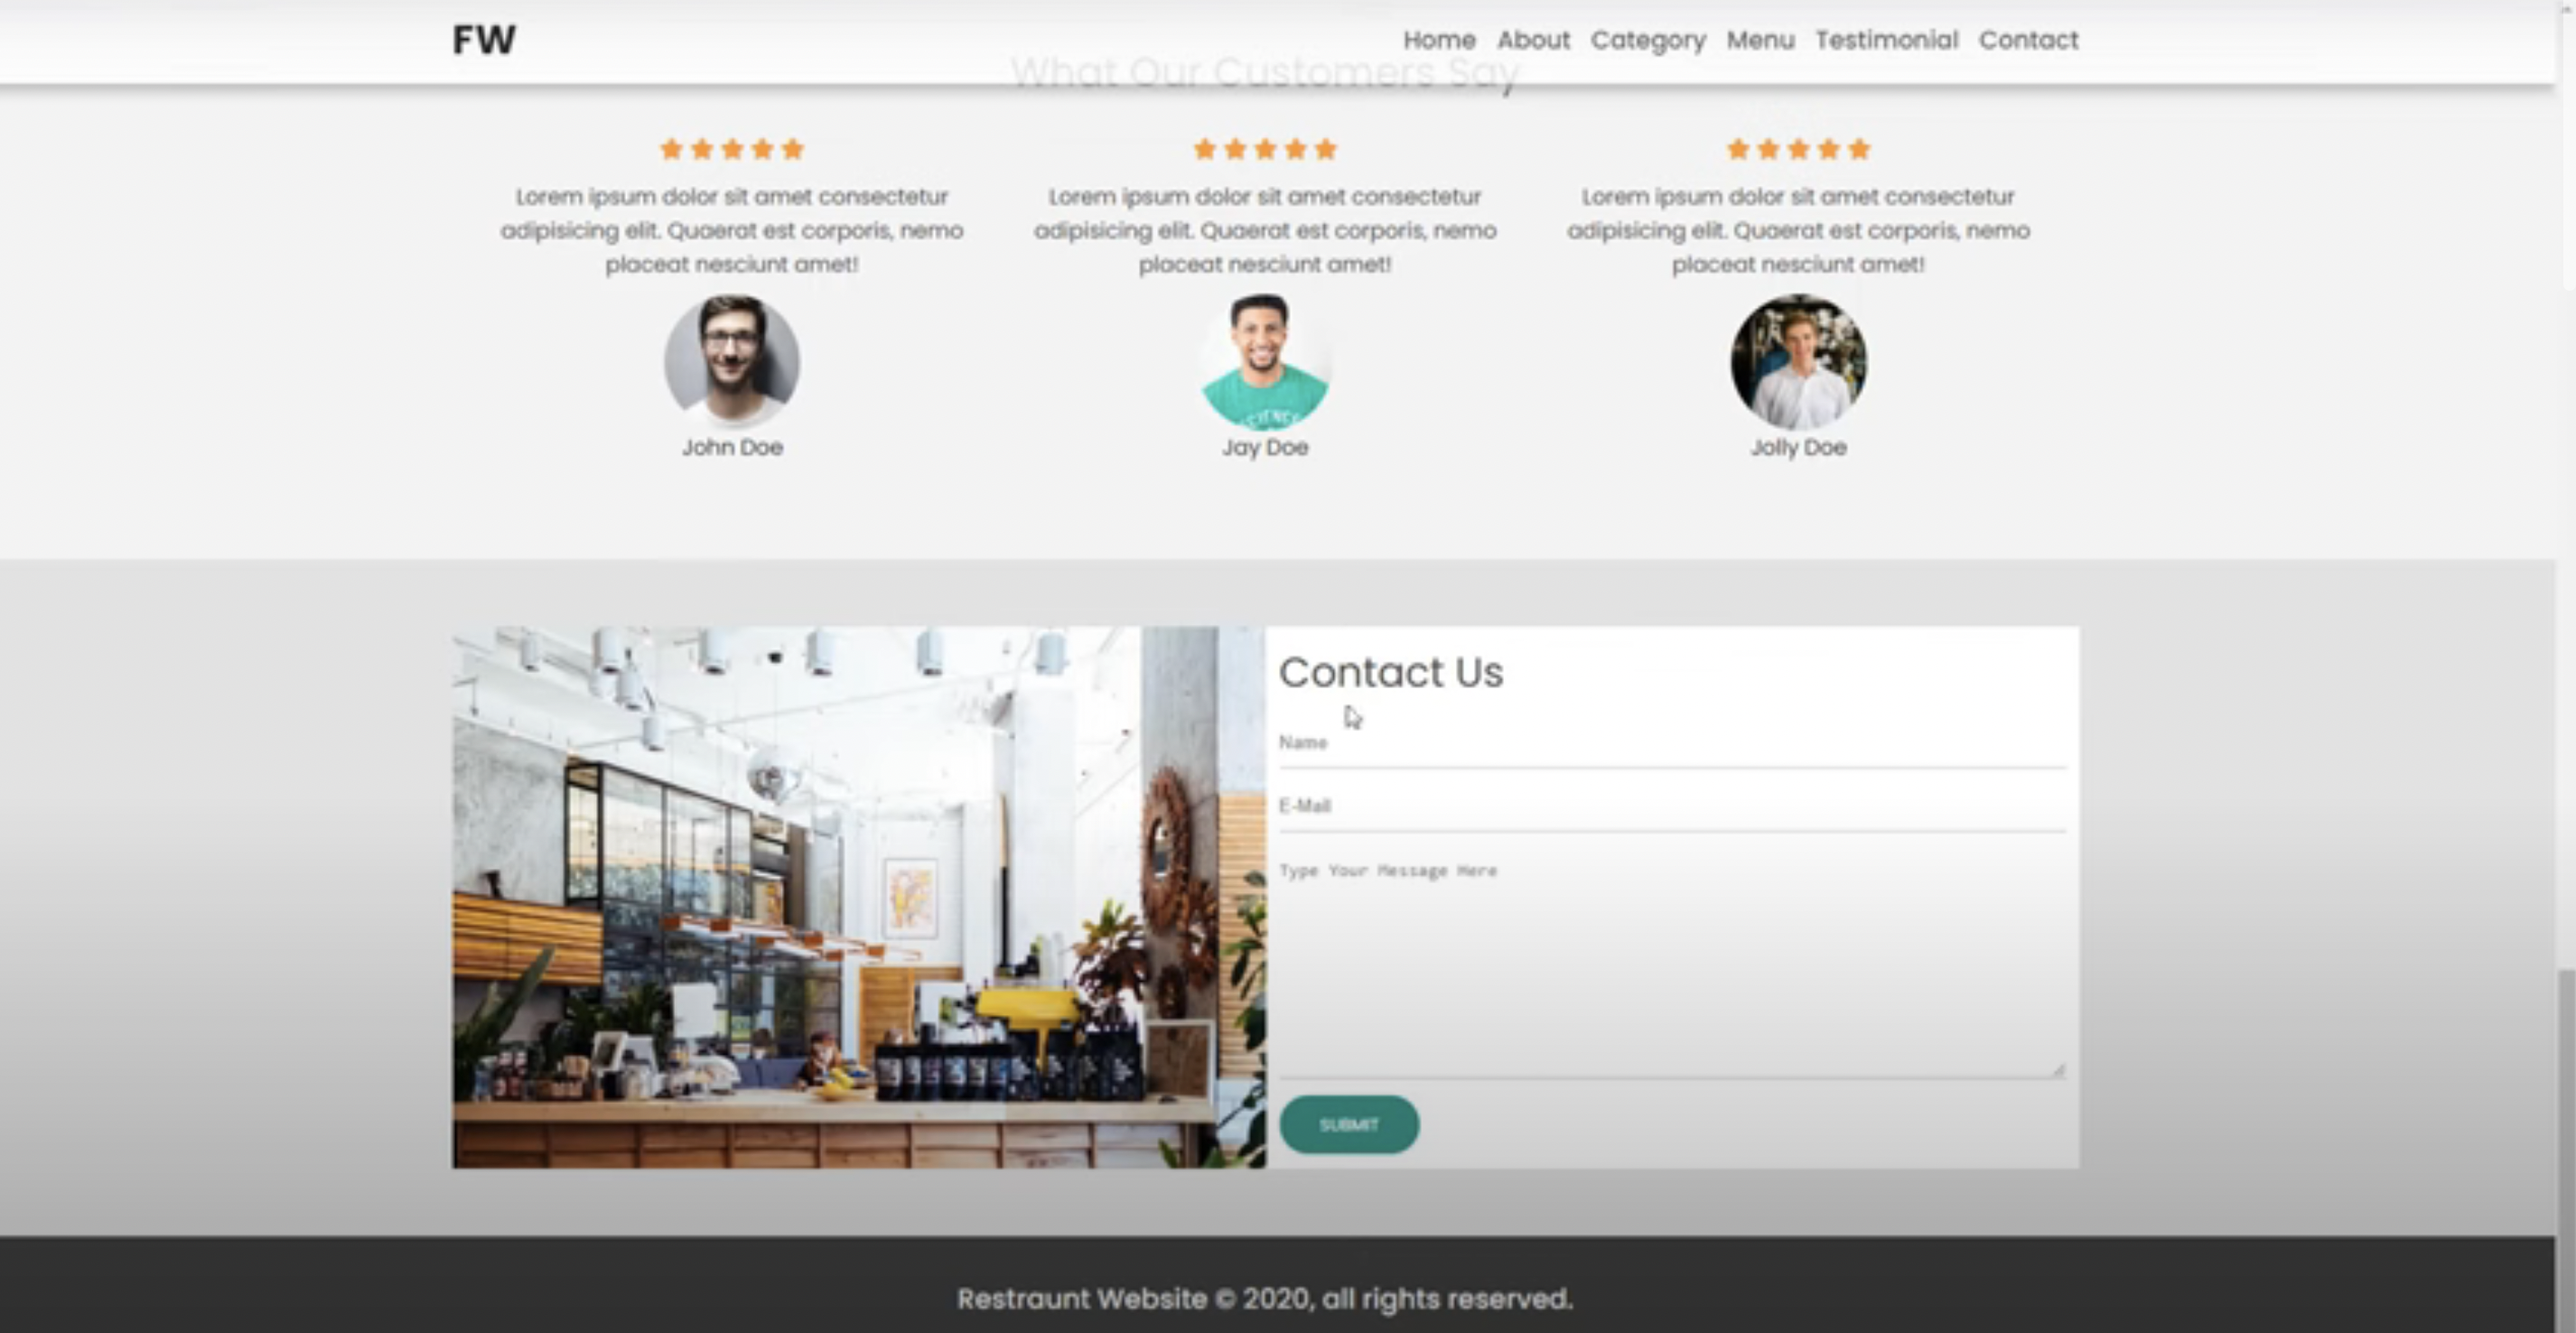 FW
Home About Category Menu Testimonial Contact
What Our Customers Say
Lorem ipsum dolor sit amet consectetur
adipisicing elit. Quaerat est corporis, nemo
placeat nesciunt amet!
John Doe
Lorem ipsum dolor sit amet consectetur
adipisicing elit. Quaerat est corporis, nemo
placeat nesciunt amet!
Jay Doe
Lorem ipsum dolor sit amet consectetur
adipisicing elit. Quaerat est corporis, nemo
placeat nesciunt amet!
Jolly Doe
Contact Us
Name
E-Mail
Type Your Message Here
SUBMIT
Restraunt Website © 2020, all rights reserved.